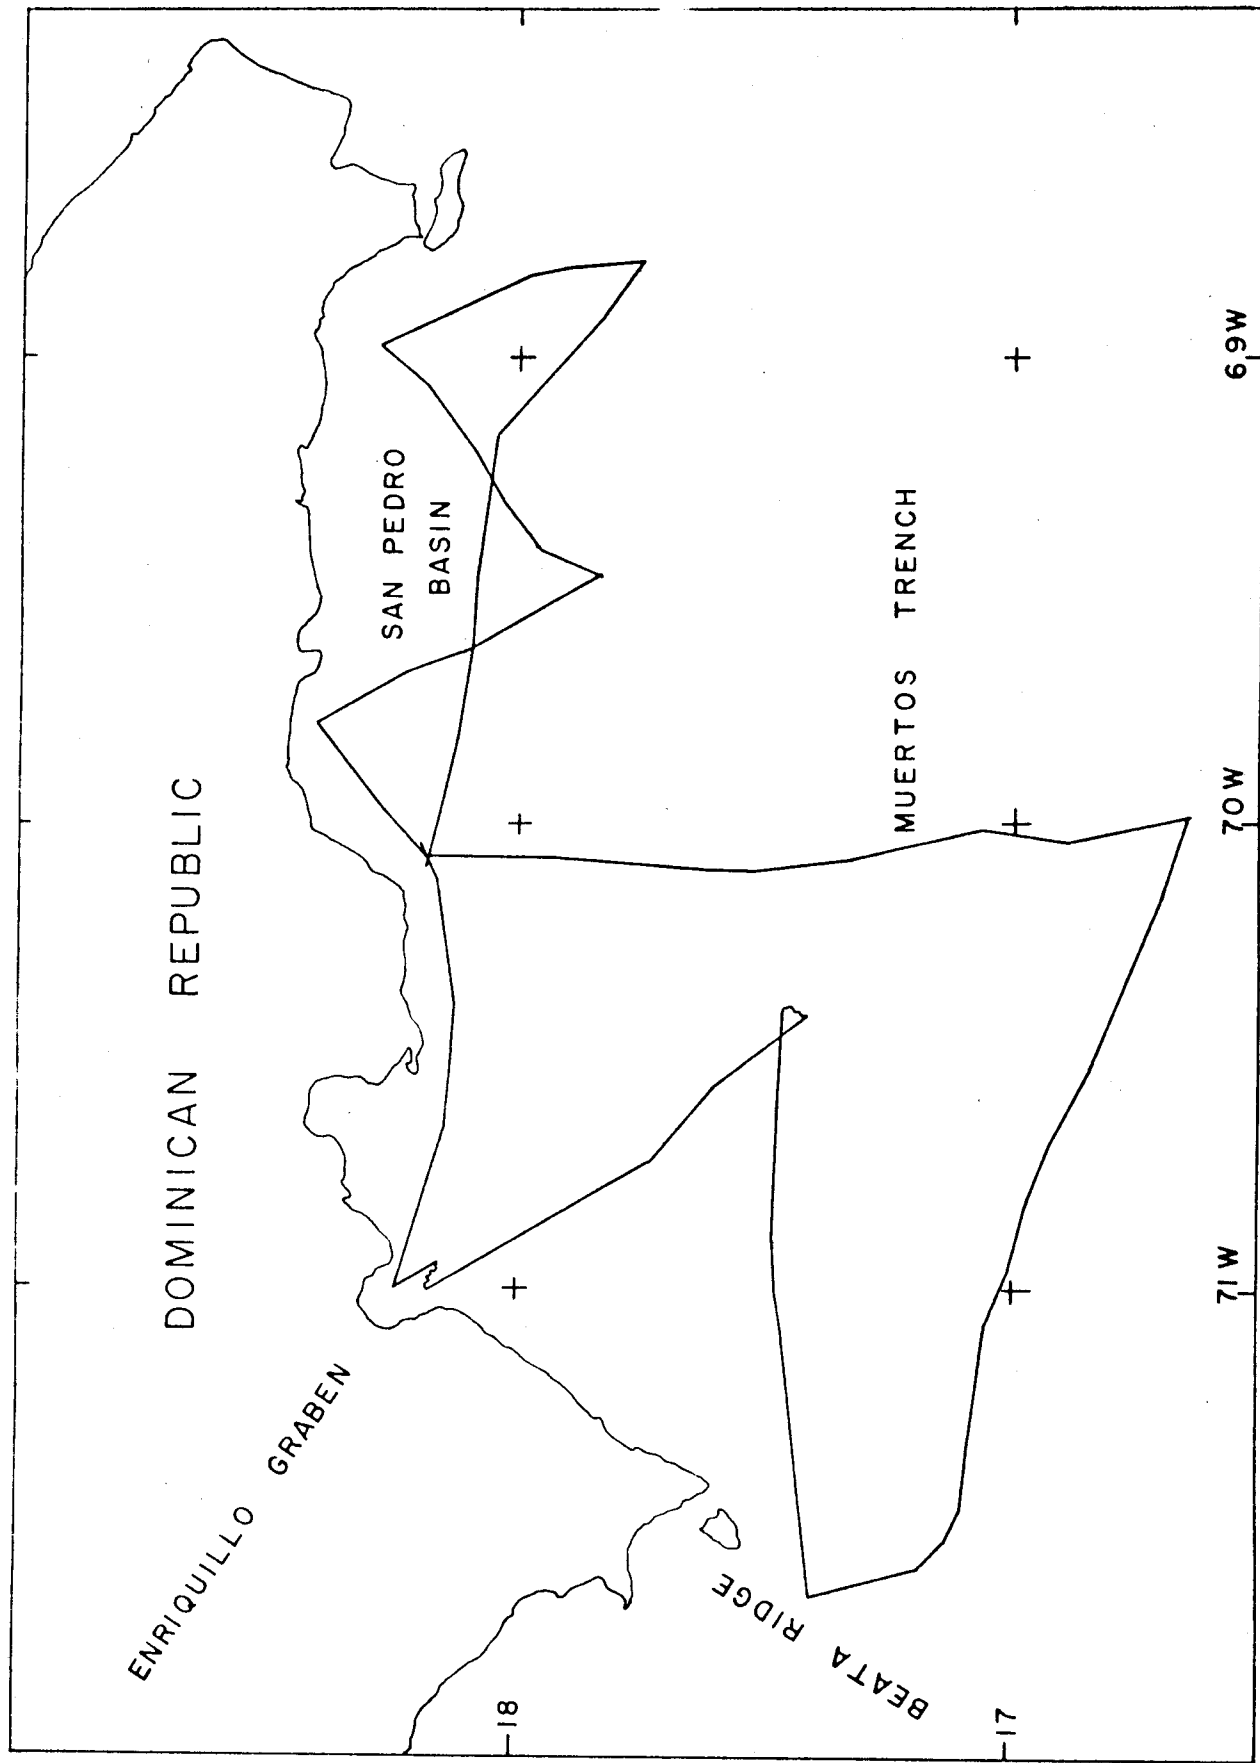 DOMINICAN REPUBLIC
ENRIQUILLO GRABEN
SAN PEDRO
BASIN
BEATA RIDGE
MUERTOS TRENCH
18
17
71W
70W
69W